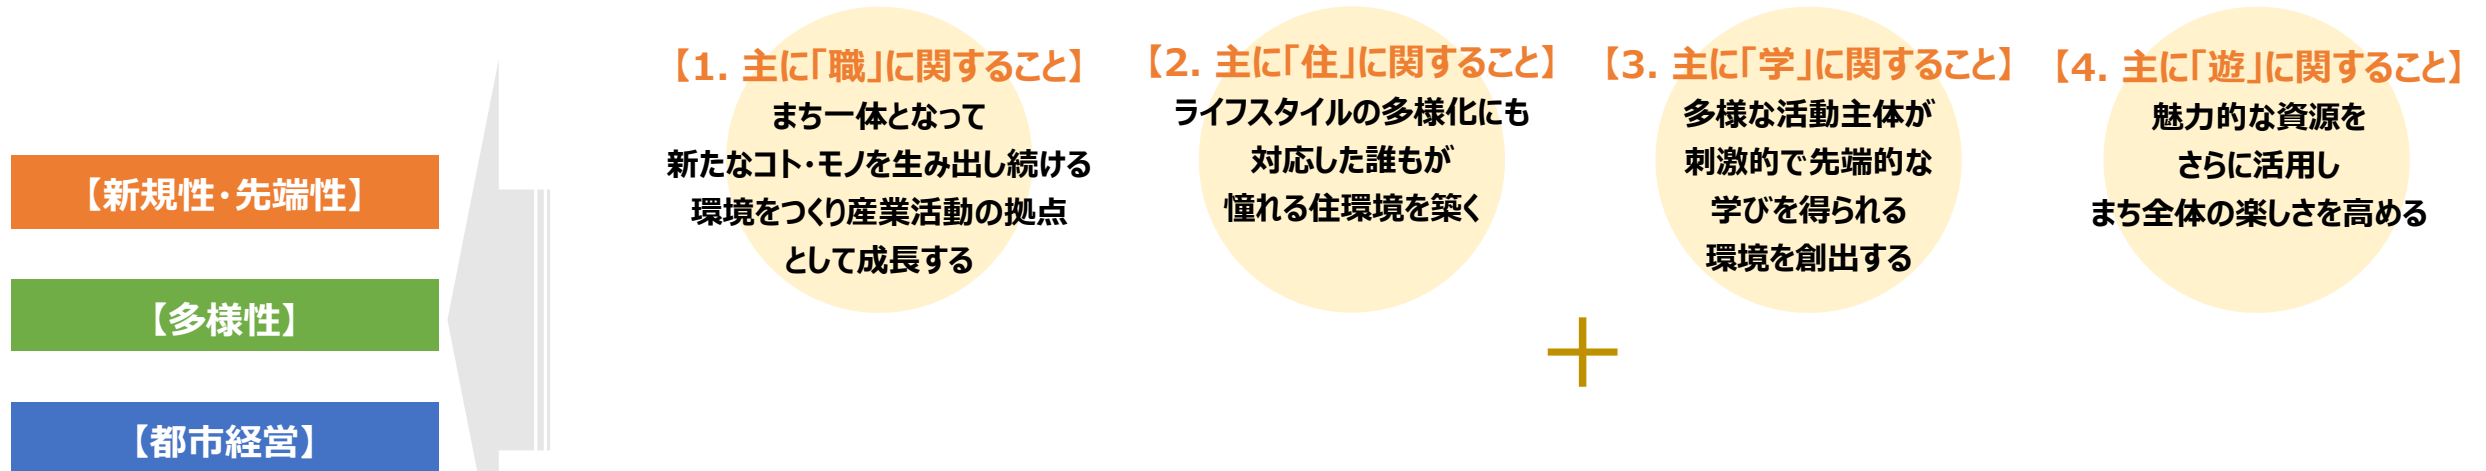 【新規性・先端性】
【多様性】
【都市経営】
【1. 主に「職」に関すること】
まち一体となって
新たなコト・モノを生み出し続ける
環境をつくり産業活動の拠点
として成長する
【2. 主に「住」に関すること】
ライフスタイルの多様化にも
対応した誰もが
憧れる住環境を築く
【3. 主に「学」に関すること】
多様な活動主体が
刺激的で先端的な
学びを得られる
環境を創出する
【4. 主に「遊」に関すること】
魅力的な資源を
さらに活用し
まち全体の楽しさを高める